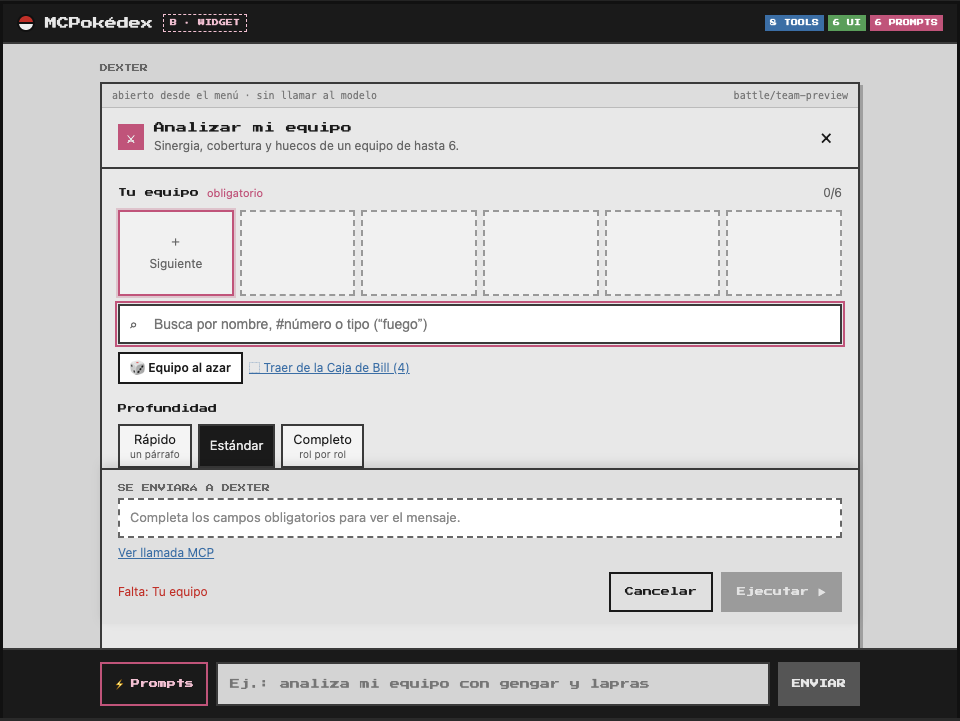 MCPokédex
B · WIDGET
8 TOOLS
6 UI
6 PROMPTS
DEXTER
abierto desde el menú · sin llamar al modelo
battle/team-preview
Analizar mi equipo
Sinergia, cobertura y huecos de un equipo de hasta 6.
Tu equipo obligatorio
0/6
+
Siguiente
Busca por nombre, #número o tipo (“fuego”)
Equipo al azar
Traer de la Caja de Bill (4)
Profundidad
Rápido
un párrafo
Estándar
Completo
rol por rol
SE ENVIARÁ A DEXTER
Completa los campos obligatorios para ver el mensaje.
Ver llamada MCP
Falta: Tu equipo
Cancelar
Ejecutar ▶
⚡ Prompts
Ej.: analiza mi equipo con gengar y lapras
ENVIAR